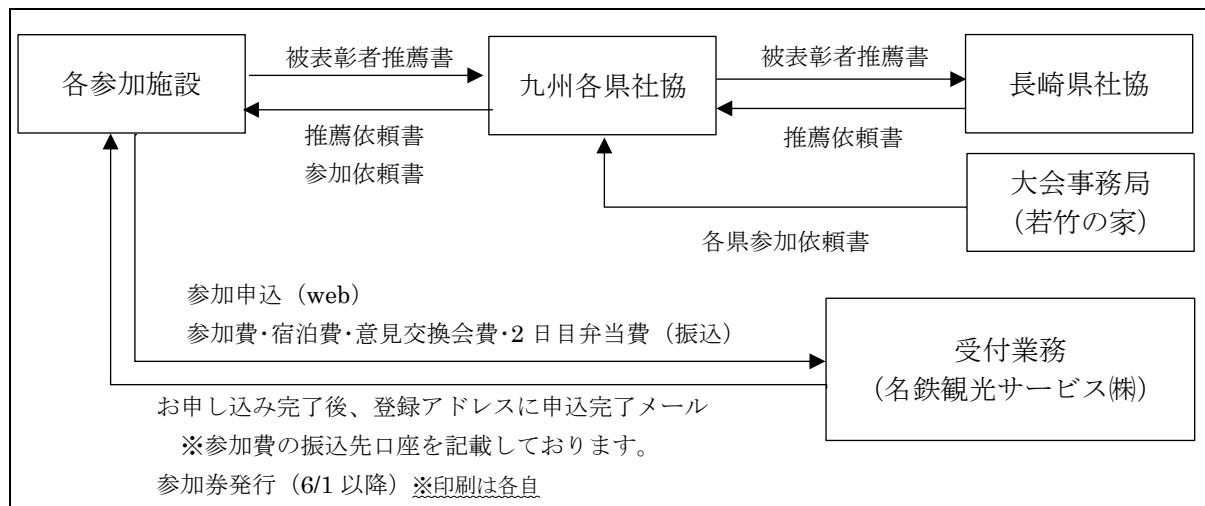 各参加施設
被表彰者推薦書
推薦依頼書
参加依頼書
九州各県社協
被表彰者推薦書
推薦依頼書
長崎県社協
大会事務局
（若竹の家）
各県参加依頼書
参加申込（web）
参加費・宿泊費・意見交換会費・2 日目弁当費（振込）
受付業務
（名鉄観光サービス㈱）
お申し込み完了後、登録アドレスに申込完了メール
※参加費の振込先口座を記載しております。
参加券発行（6/1 以降）※印刷は各自